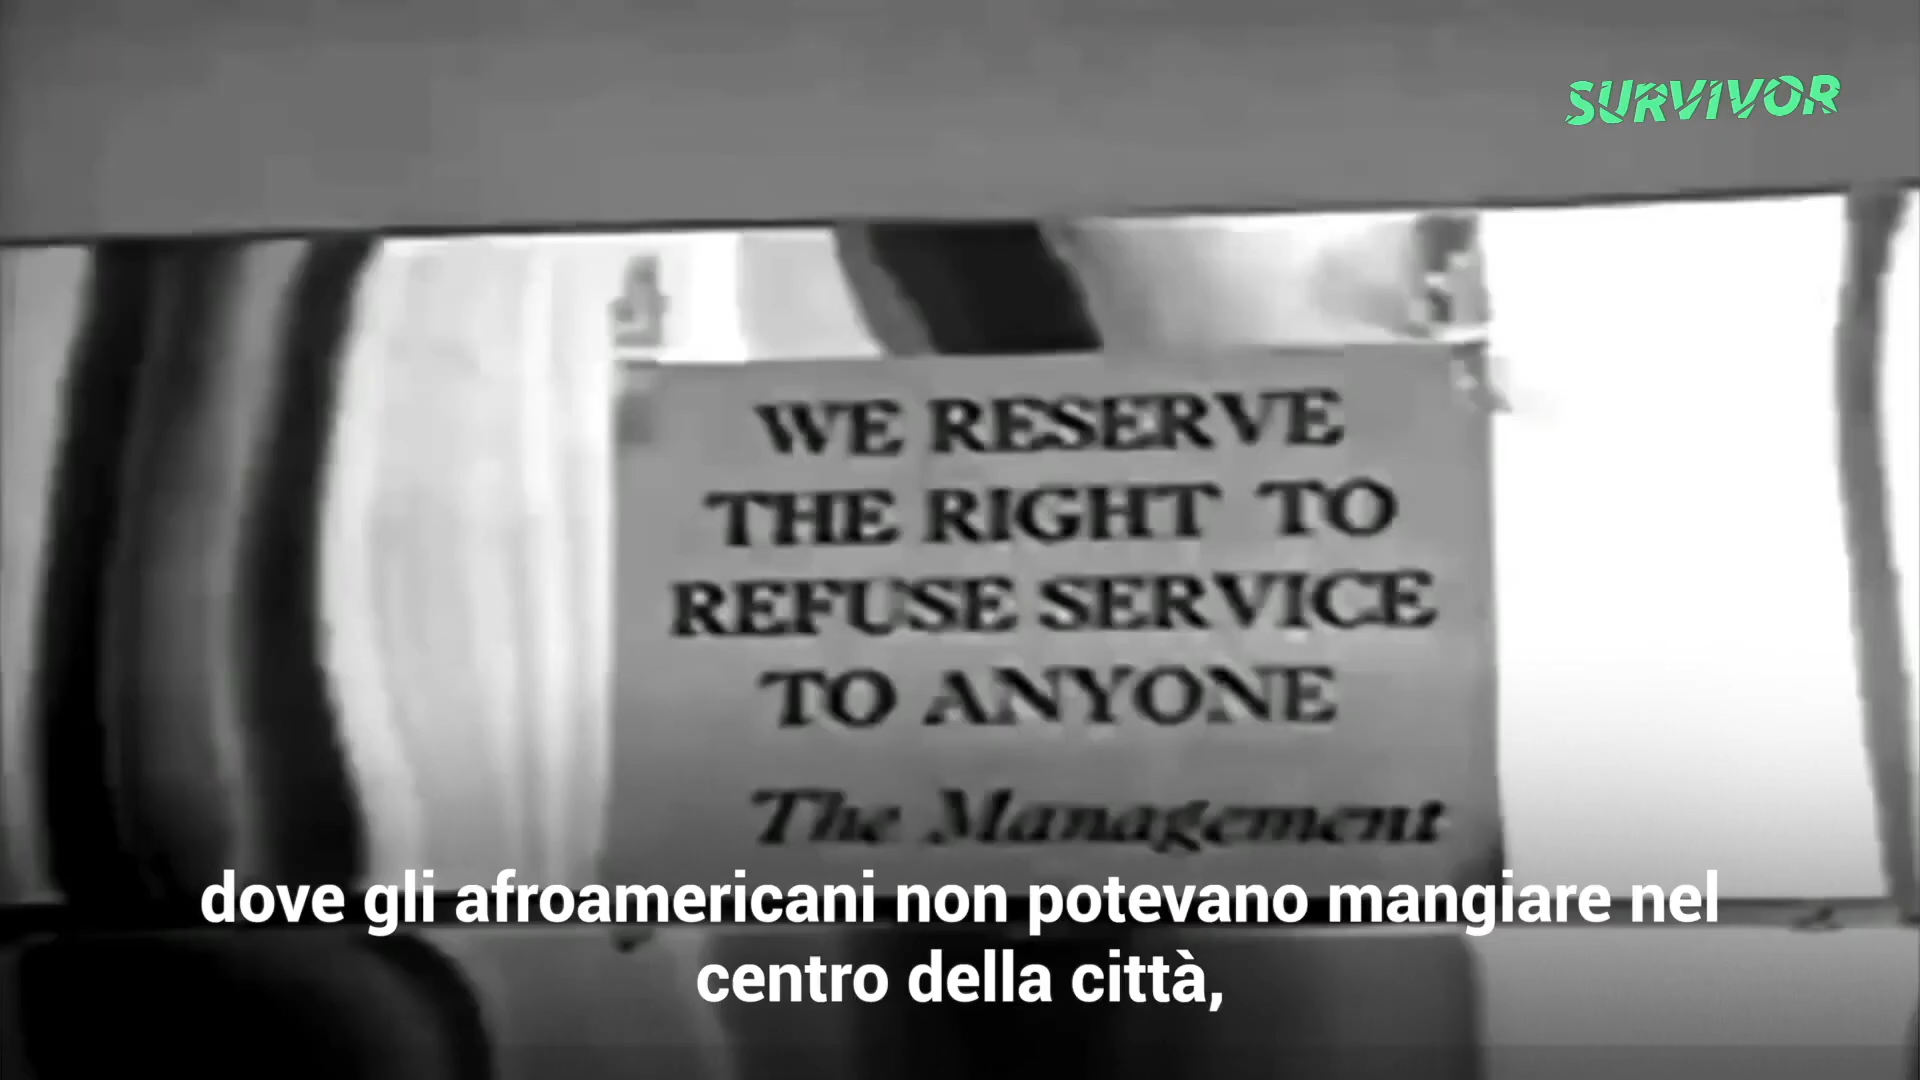 SURVIVOR
WE RESERVE
THE RIGHT TO
REFUSE SERVICE
TO ANYONE
The Management
dove gli afroamericani non potevano mangiare nel
centro della città,